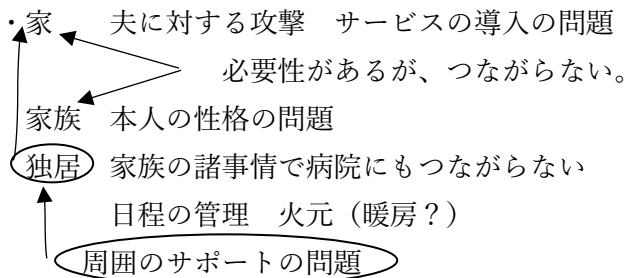 ・家　　夫に対する攻撃　サービスの導入の問題
必要性があるが、つながらない。
家族　本人の性格の問題
独居　家族の諸事情で病院にもつながらない
日程の管理　火元（暖房？）
周囲のサポートの問題